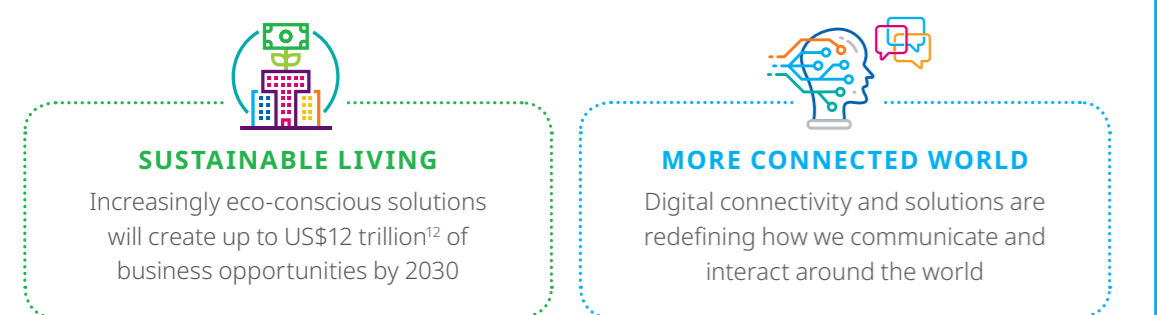 SUSTAINABLE LIVING
Increasingly eco-conscious solutions
will create up to US$12 trillion¹² of
business opportunities by 2030
MORE CONNECTED WORLD
Digital connectivity and solutions are
redefining how we communicate and
interact around the world